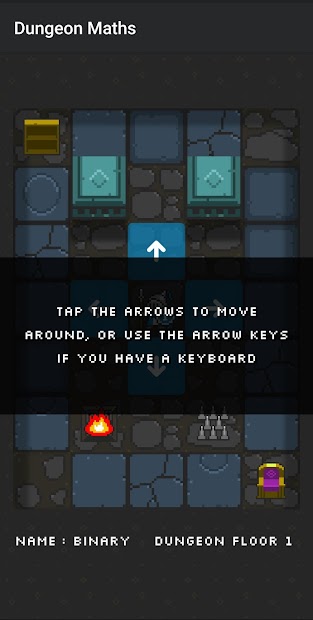 Dungeon Maths
TAP THE ARROWS TO MOVE
AROUND, OR USE THE ARROW KEYS
IF YOU HAVE A KEYBOARD
NAME : BINARY DUNGEON FLOOR 1